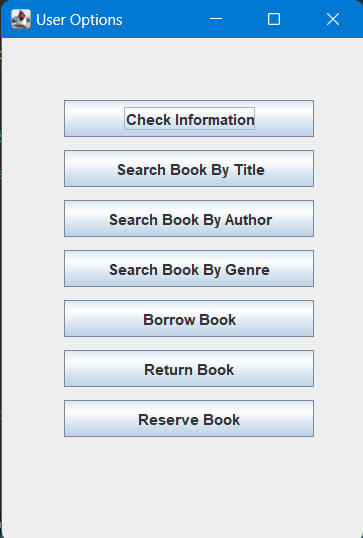 User Options
Check Information
Search Book By Title
Search Book By Author
Search Book By Genre
Borrow Book
Return Book
Reserve Book